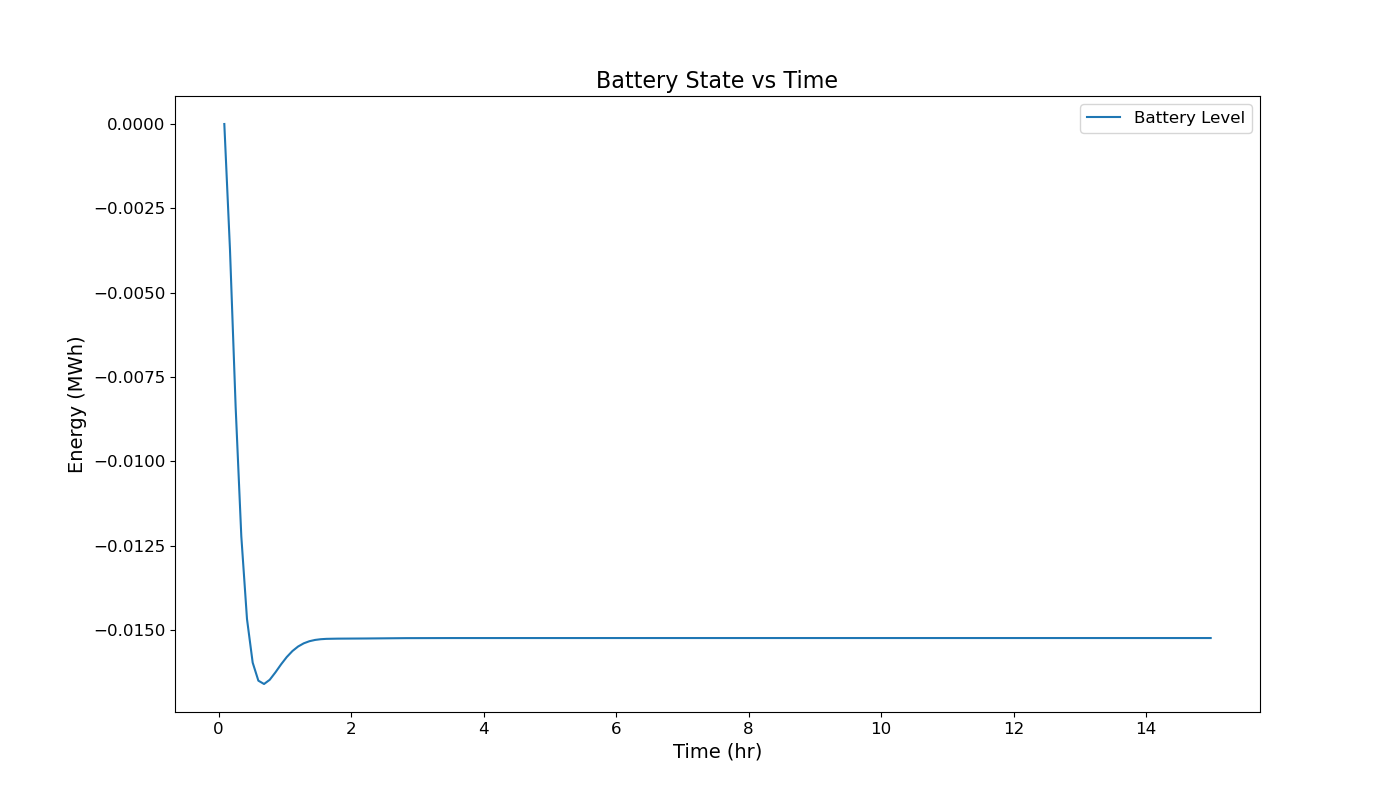 Battery State vs Time
Battery Level
Energy (MWh)
0.0000
−0.0025
−0.0050
−0.0075
−0.0100
−0.0125
−0.0150
0 2 4 6 8 10 12 14
Time (hr)